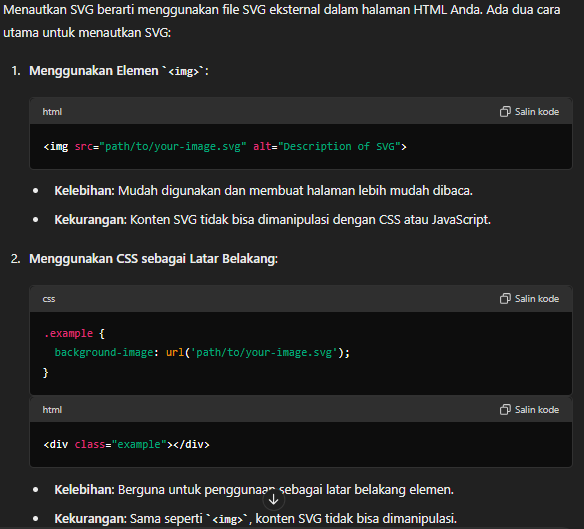 Menautkan SVG berarti menggunakan file SVG eksternal dalam halaman HTML Anda. Ada dua cara
utama untuk menautkan SVG:
1. Menggunakan Elemen `<img>`:
html Salin kode
<img src="path/to/your-image.svg" alt="Description of SVG">
• Kelebihan: Mudah digunakan dan membuat halaman lebih mudah dibaca.
• Kekurangan: Konten SVG tidak bisa dimanipulasi dengan CSS atau JavaScript.
2. Menggunakan CSS sebagai Latar Belakang:
css Salin kode
.example {
  background-image: url('path/to/your-image.svg');
}
html Salin kode
<div class="example"></div>
• Kelebihan: Berguna untuk penggunaan sebagai latar belakang elemen.
• Kekurangan: Sama seperti `<img>`, konten SVG tidak bisa dimanipulasi.